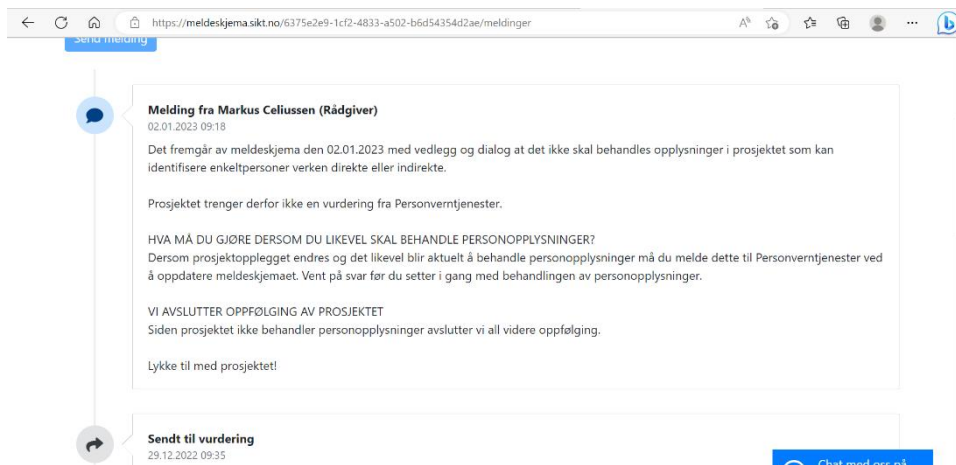 https://meldeskjema.sikt.no/6375e2e9-1cf2-4833-a502-b6d54354d2ae/meldinger
Send melding
Melding fra Markus Celiussen (Rådgiver)
02.01.2023 09:18
Det fremgår av meldeskjema den 02.01.2023 med vedlegg og dialog at det ikke skal behandles opplysninger i prosjektet som kan
identifisere enkeltpersoner verken direkte eller indirekte.
Prosjektet trenger derfor ikke en vurdering fra Personverntjenester.
HVA MÅ DU GJØRE DERSOM DU LIKEVEL SKAL BEHANDLE PERSONOPPLYSNINGER?
Dersom prosjektopplegget endres og det likevel blir aktuelt å behandle personopplysninger må du melde dette til Personverntjenester ved
å oppdatere meldeskjemaet. Vent på svar før du setter i gang med behandlingen av personopplysninger.
VI AVSLUTTER OPPFØLGING AV PROSJEKTET
Siden prosjektet ikke behandler personopplysninger avslutter vi all videre oppfølging.
Lykke til med prosjektet!
Sendt til vurdering
29.12.2022 09:35
Chat med oss på